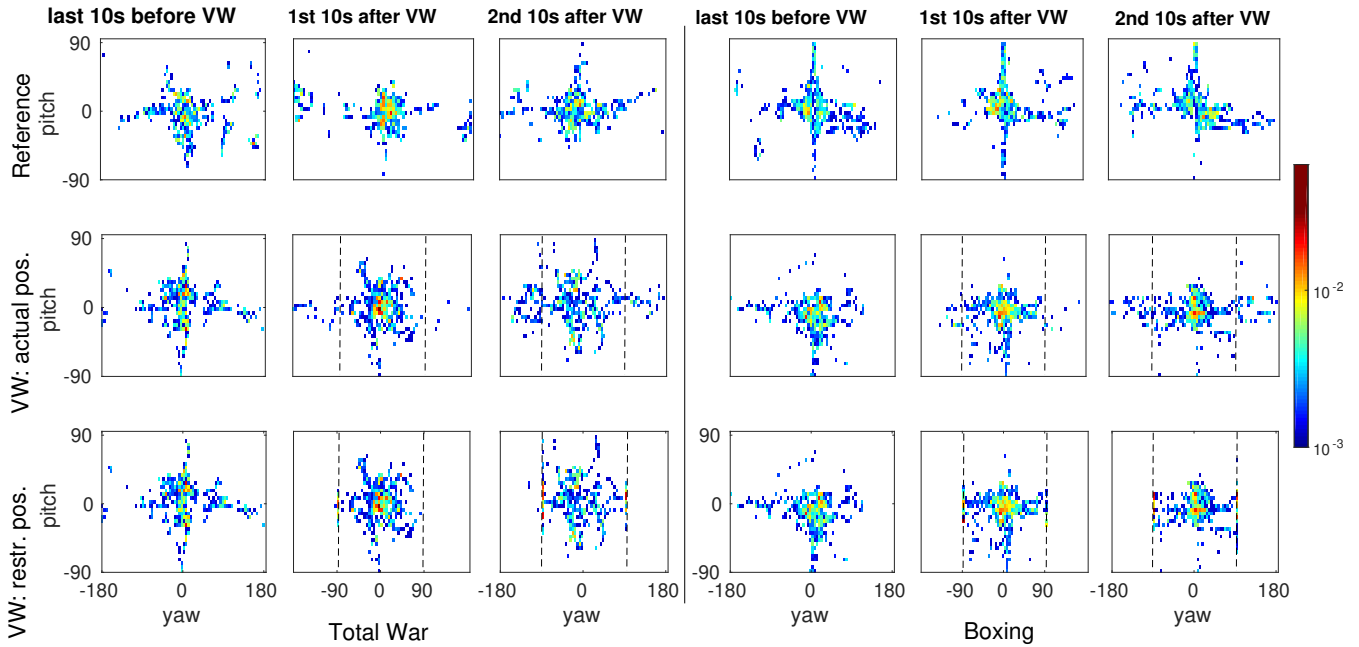 last 10s before VW 1st 10s after VW 2nd 10s after VW last 10s before VW 1st 10s after VW 2nd 10s after VW
Reference
pitch
90
0
-90
VW: actual pos.
pitch
90
0
-90
VW: restr. pos.
pitch
90
0
-90
-180 0 180 -90 0 90 -180 0 180 -180 0 180 -90 0 90 -180 0 180
yaw yaw yaw yaw
Total War Boxing
10-2
10-3